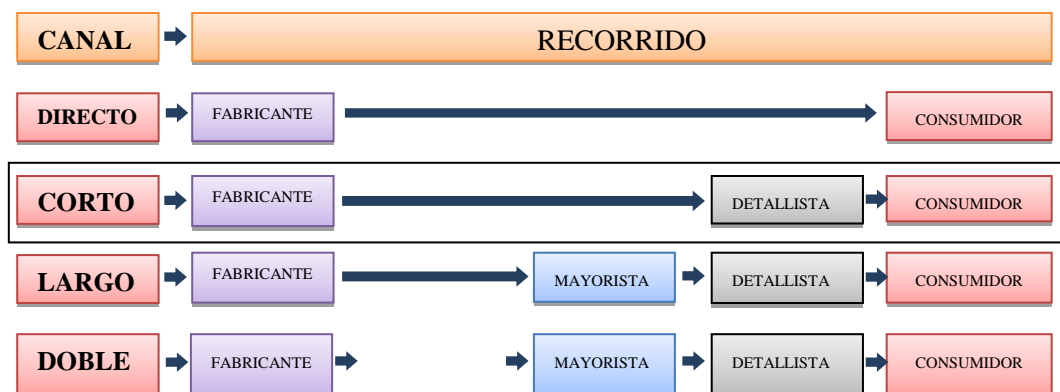 CANAL RECORRIDO
DIRECTO FABRICANTE CONSUMIDOR
CORTO FABRICANTE DETALLISTA CONSUMIDOR
LARGO FABRICANTE MAYORISTA DETALLISTA CONSUMIDOR
DOBLE FABRICANTE MAYORISTA DETALLISTA CONSUMIDOR